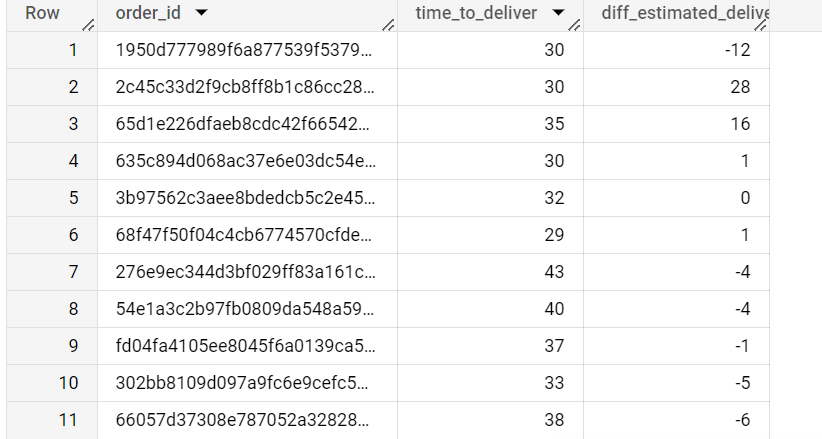 Row order_id time_to_deliver diff_estimated_delive
1 1950d777989f6a877539f5379... 30 -12
2 2c45c33d2f9cb8ff8b1c86cc28... 30 28
3 65d1e226dfaeb8cdc42f66542... 35 16
4 635c894d068ac37e6e03dc54e... 30 1
5 3b97562c3aee8bdedcb5c2e45... 32 0
6 68f47f50f04c4cb6774570cfde... 29 1
7 276e9ec344d3bf029ff83a161c... 43 -4
8 54e1a3c2b97fb0809da548a59... 40 -4
9 fd04fa4105ee8045f6a0139ca5... 37 -1
10 302bb8109d097a9fc6e9cefc5... 33 -5
11 66057d37308e787052a32828... 38 -6